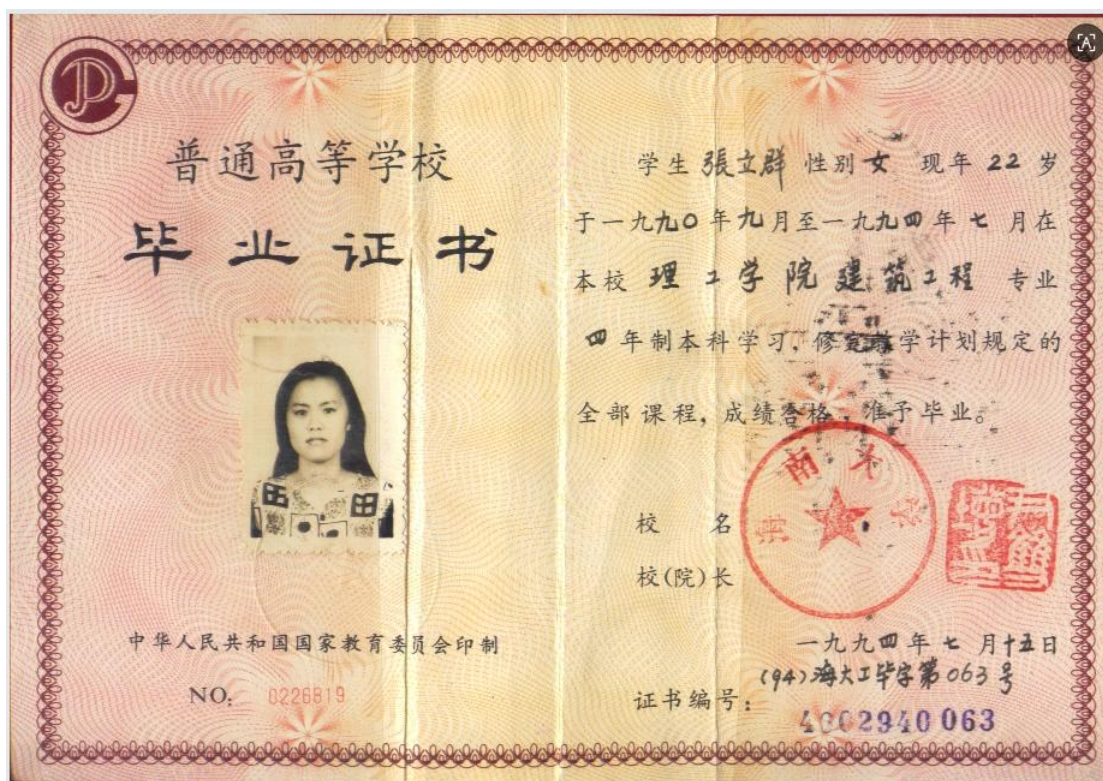 普通高等学校
毕业证书
中华人民共和国国家教育委员会印制
NO: 0226819
学生 張立群 性别 女 现年 22 岁
于一九九〇年九月至一九九四年七月在
本校 理工学院建筑工程 专业
四年制本科学习，修完教学计划规定的
全部课程，成绩合格，准予毕业。
海南大学
校 名
校(院)长
一九九四年七月十五日
(94)海大工毕字第063号
证书编号：
4002940063